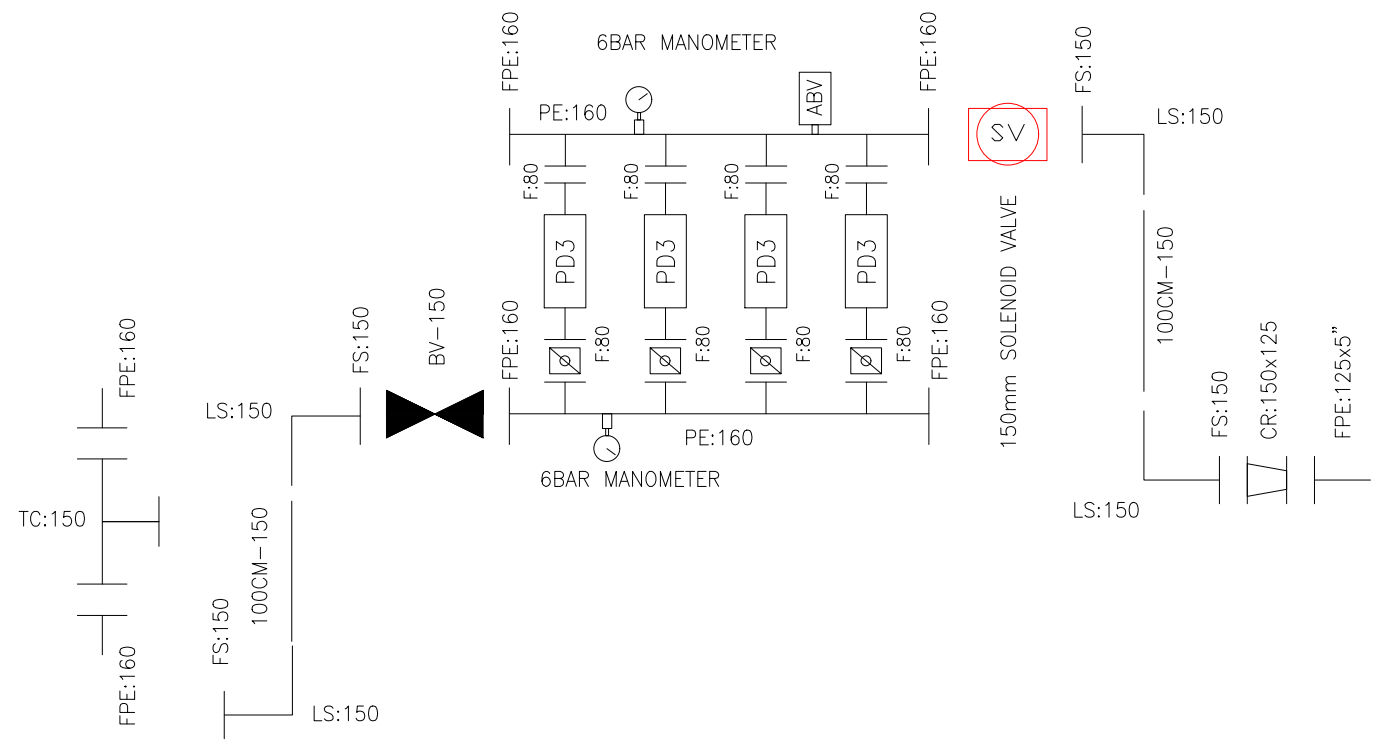 FPE:160
6BAR MANOMETER
FPE:160
FS:150
PE:160
ABV
SV
LS:150
F:80
F:80
F:80
F:80
PD3
PD3
PD3
PD3
150mm SOLENOID VALVE
100CM-150
FPE:160
FS:150
BV-150
FPE:160
F:80
F:80
F:80
F:80
FPE:160
LS:150
PE:160
6BAR MANOMETER
FS:150
CR:150x125
FPE:125x5"
TC:150
100CM-150
LS:150
FS:150
FPE:160
LS:150